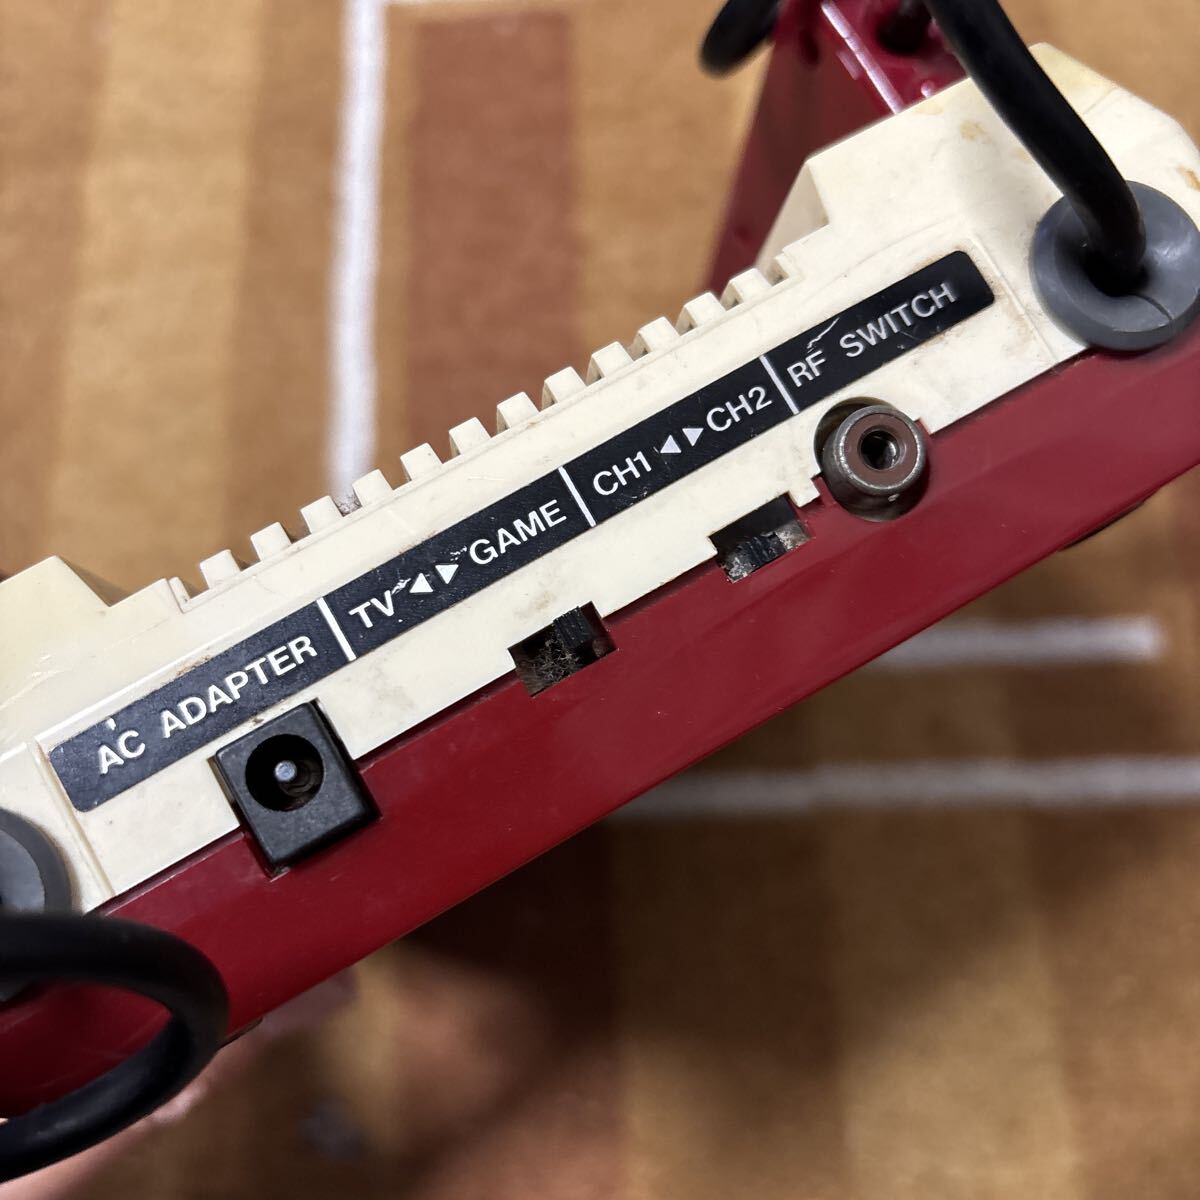 AC ADAPTER TV ◀ ▶ GAME CH1 ◀ ▶ CH2 RF SWITCH